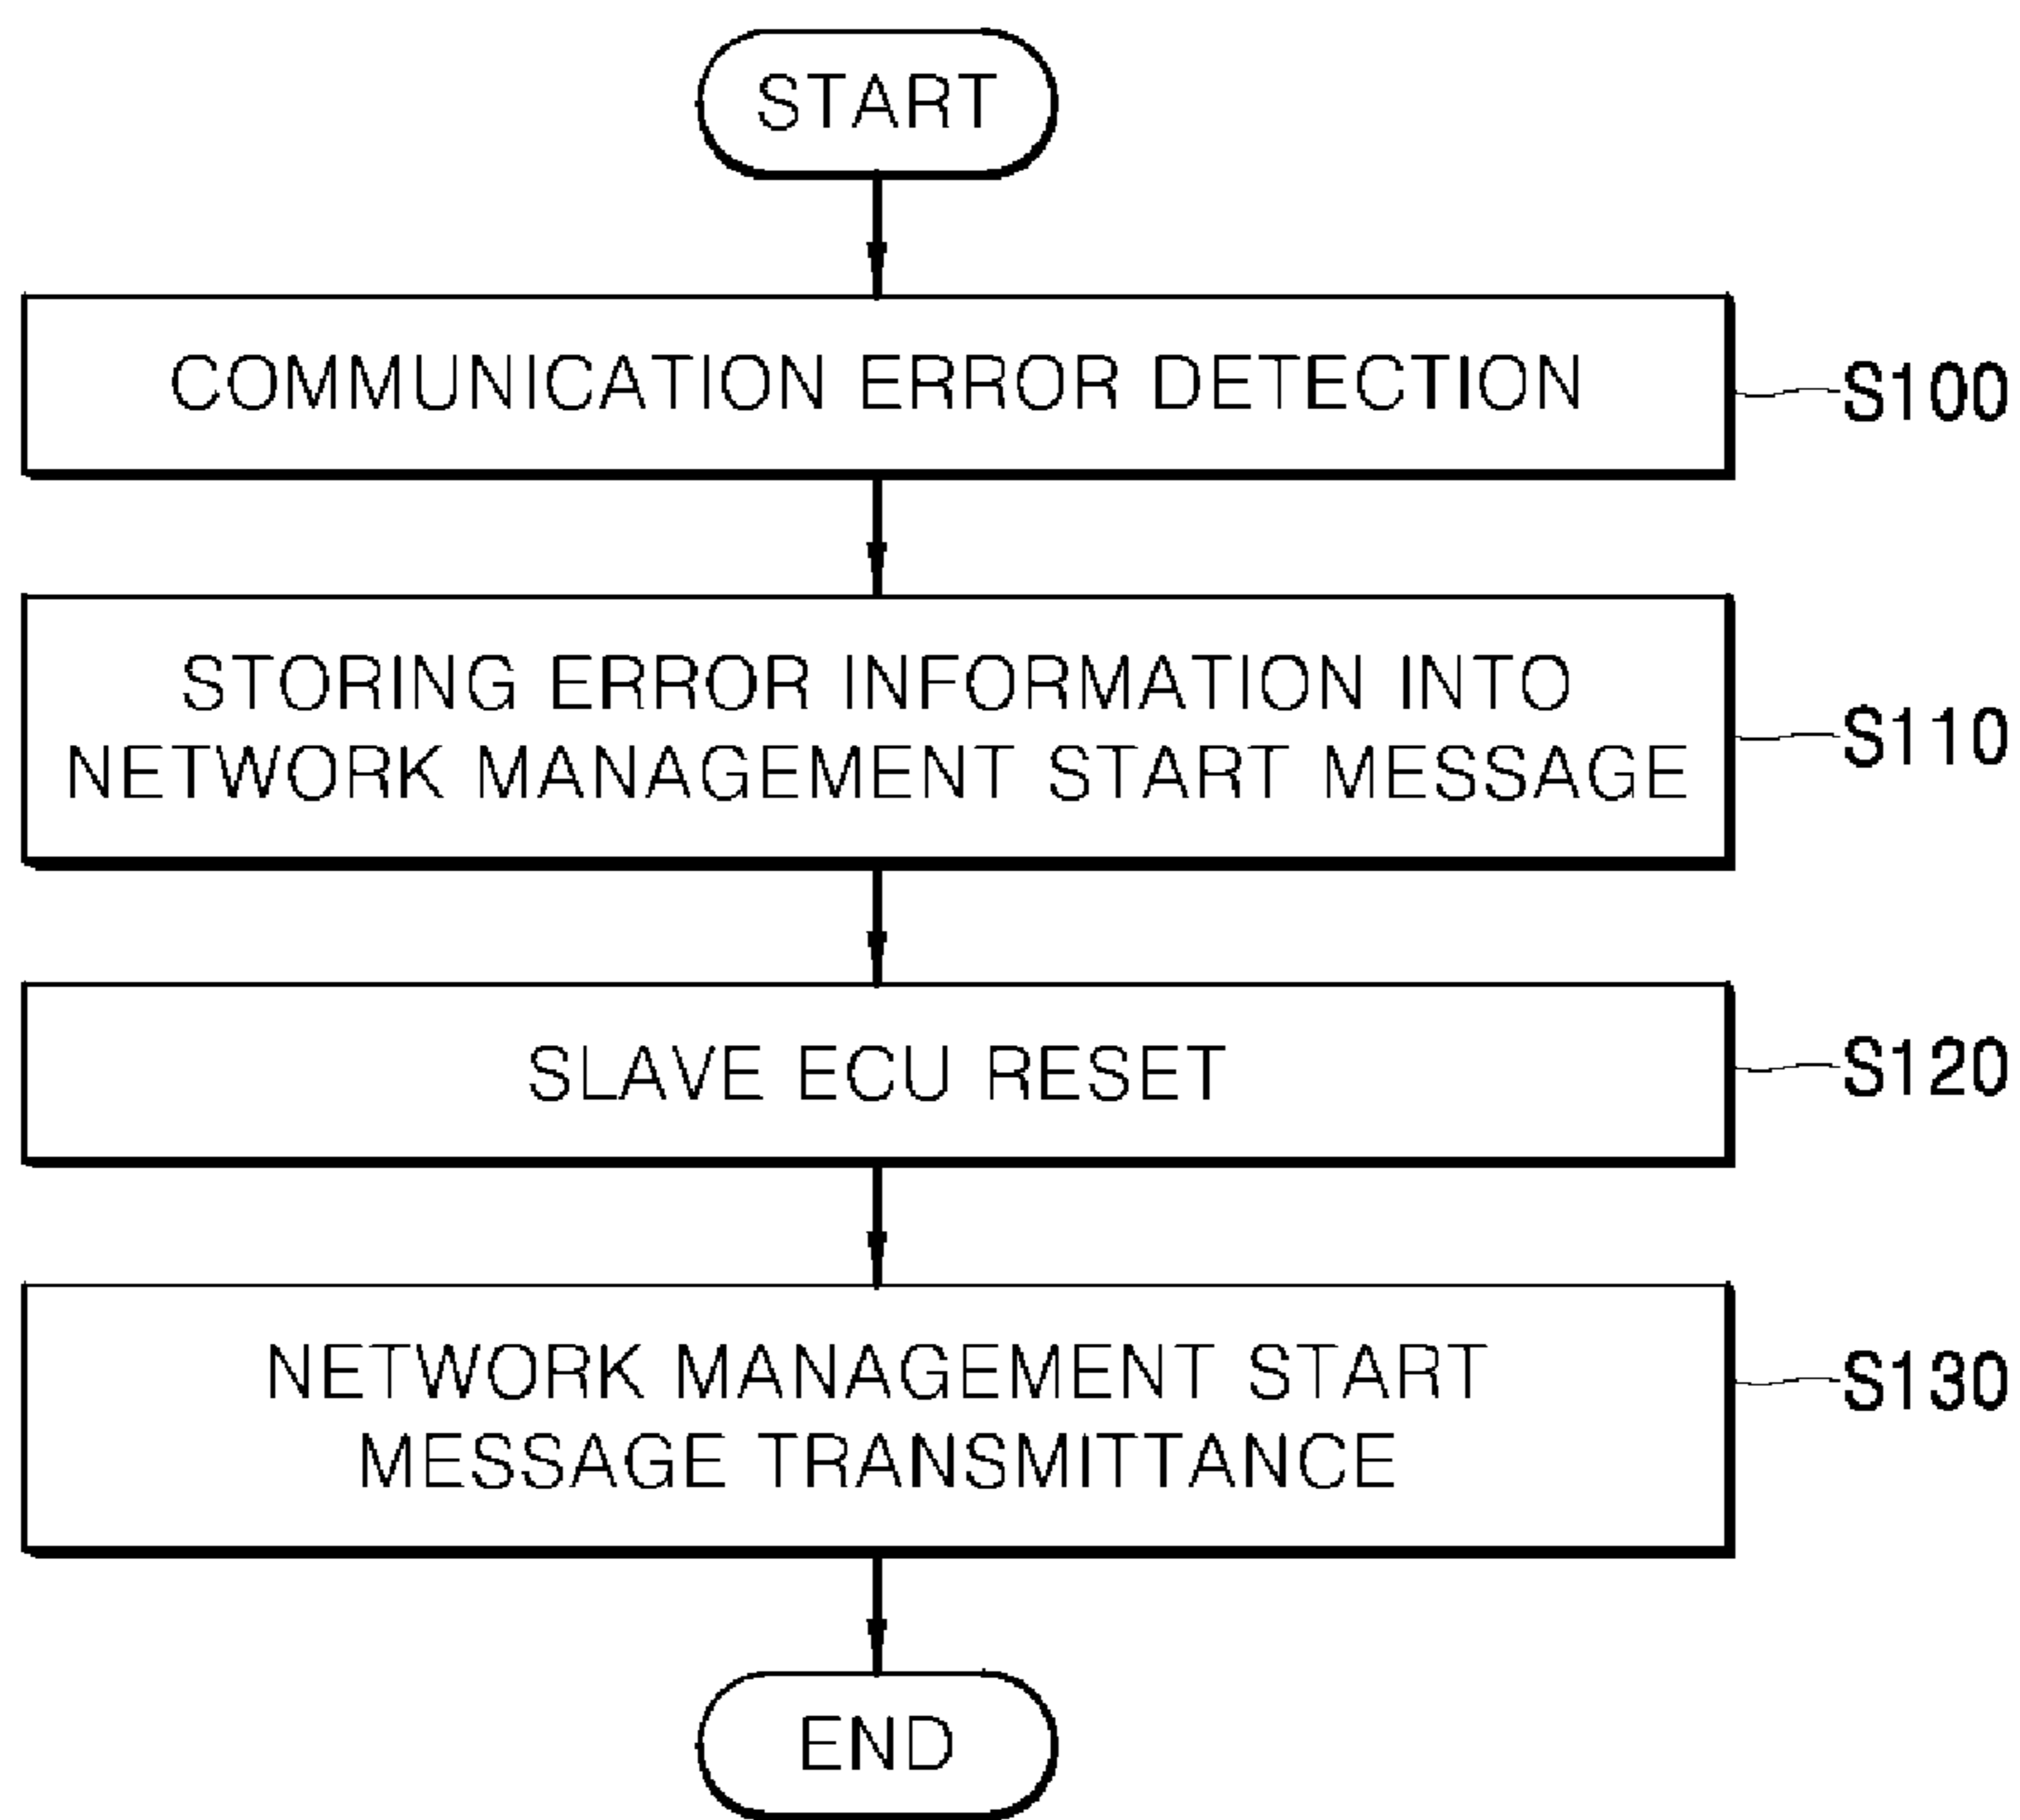 START
COMMUNICATION ERROR DETECTION
S100
STORING ERROR INFORMATION INTO
NETWORK MANAGEMENT START MESSAGE
S110
SLAVE ECU RESET
S120
NETWORK MANAGEMENT START
MESSAGE TRANSMITTANCE
S130
END